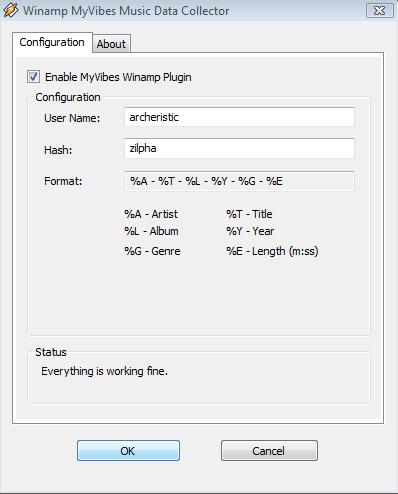 Winamp MyVibes Music Data Collector
Configuration About
Enable MyVibes Winamp Plugin
Configuration
User Name: archeristic
Hash: zilpha
Format: %A - %T - %L - %Y - %G - %E
%A - Artist %T - Title
%L - Album %Y - Year
%G - Genre %E - Length (m:ss)
Status
Everything is working fine.
OK Cancel